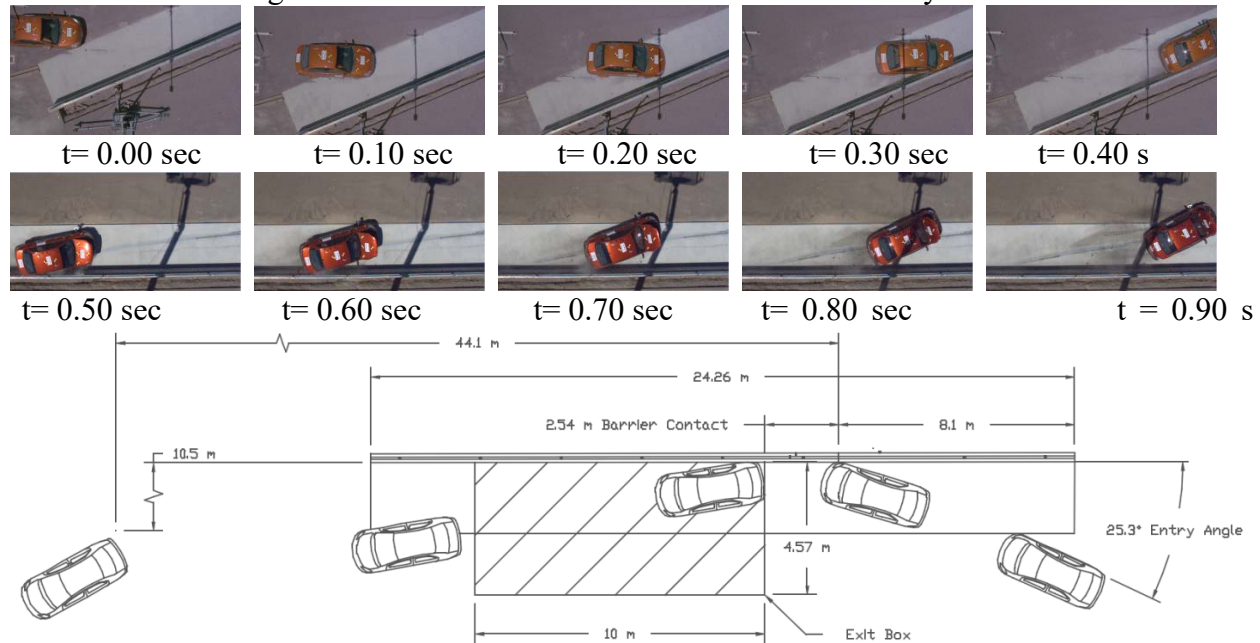 t= 0.00 sec
t= 0.10 sec
t= 0.20 sec
t= 0.30 sec
t= 0.40 s
t= 0.50 sec
t= 0.60 sec
t= 0.70 sec
t= 0.80 sec
t = 0.90 s
44.1 m
24.26 m
2.54 m Barrier Contact
8.1 m
10.5 m
25.3° Entry Angle
4.57 m
10 m
Exit Box